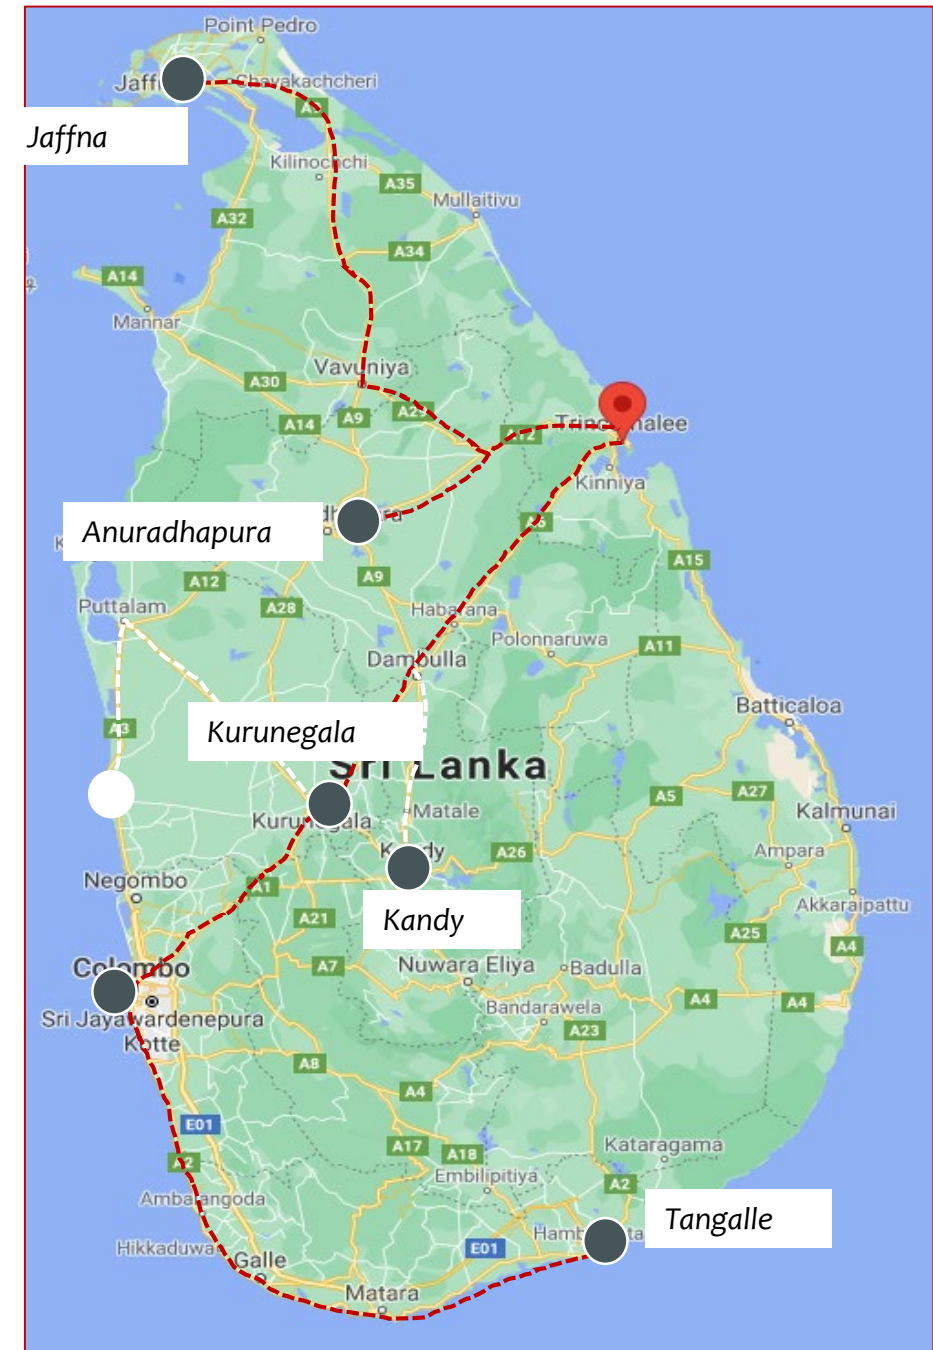 Point Pedro
Chavakachcheri
Jaffna
Kilinochchi
A35
Mullaitivu
A32
A34
A14
Mannar
Vavuniya
A30
A14
A9
A12
Kinniya
Anuradhapura
A6
A15
A12
A9
A28
Puttalam
Habarana
Polonnaruwa
A11
Dambulla
Batticaloa
A3
Kurunegala
Sri Lanka
A5
A27
Matale
Kalmunai
Kurunegala
Kandy
A26
Ampara
Negombo
A1
Akkaraipattu
A21
Kandy
A25
A4
Colombo
A7
Nuwara Eliya
Badulla
A4
A4
Bandarawela
Sri Jayawardenepura
Kotte
A23
A8
A4
E01
A17
A18
Kataragama
A2
Embilipitiya
A2
Ambalangoda
Tangalle
Hikkaduwa
E01
Galle
Matara